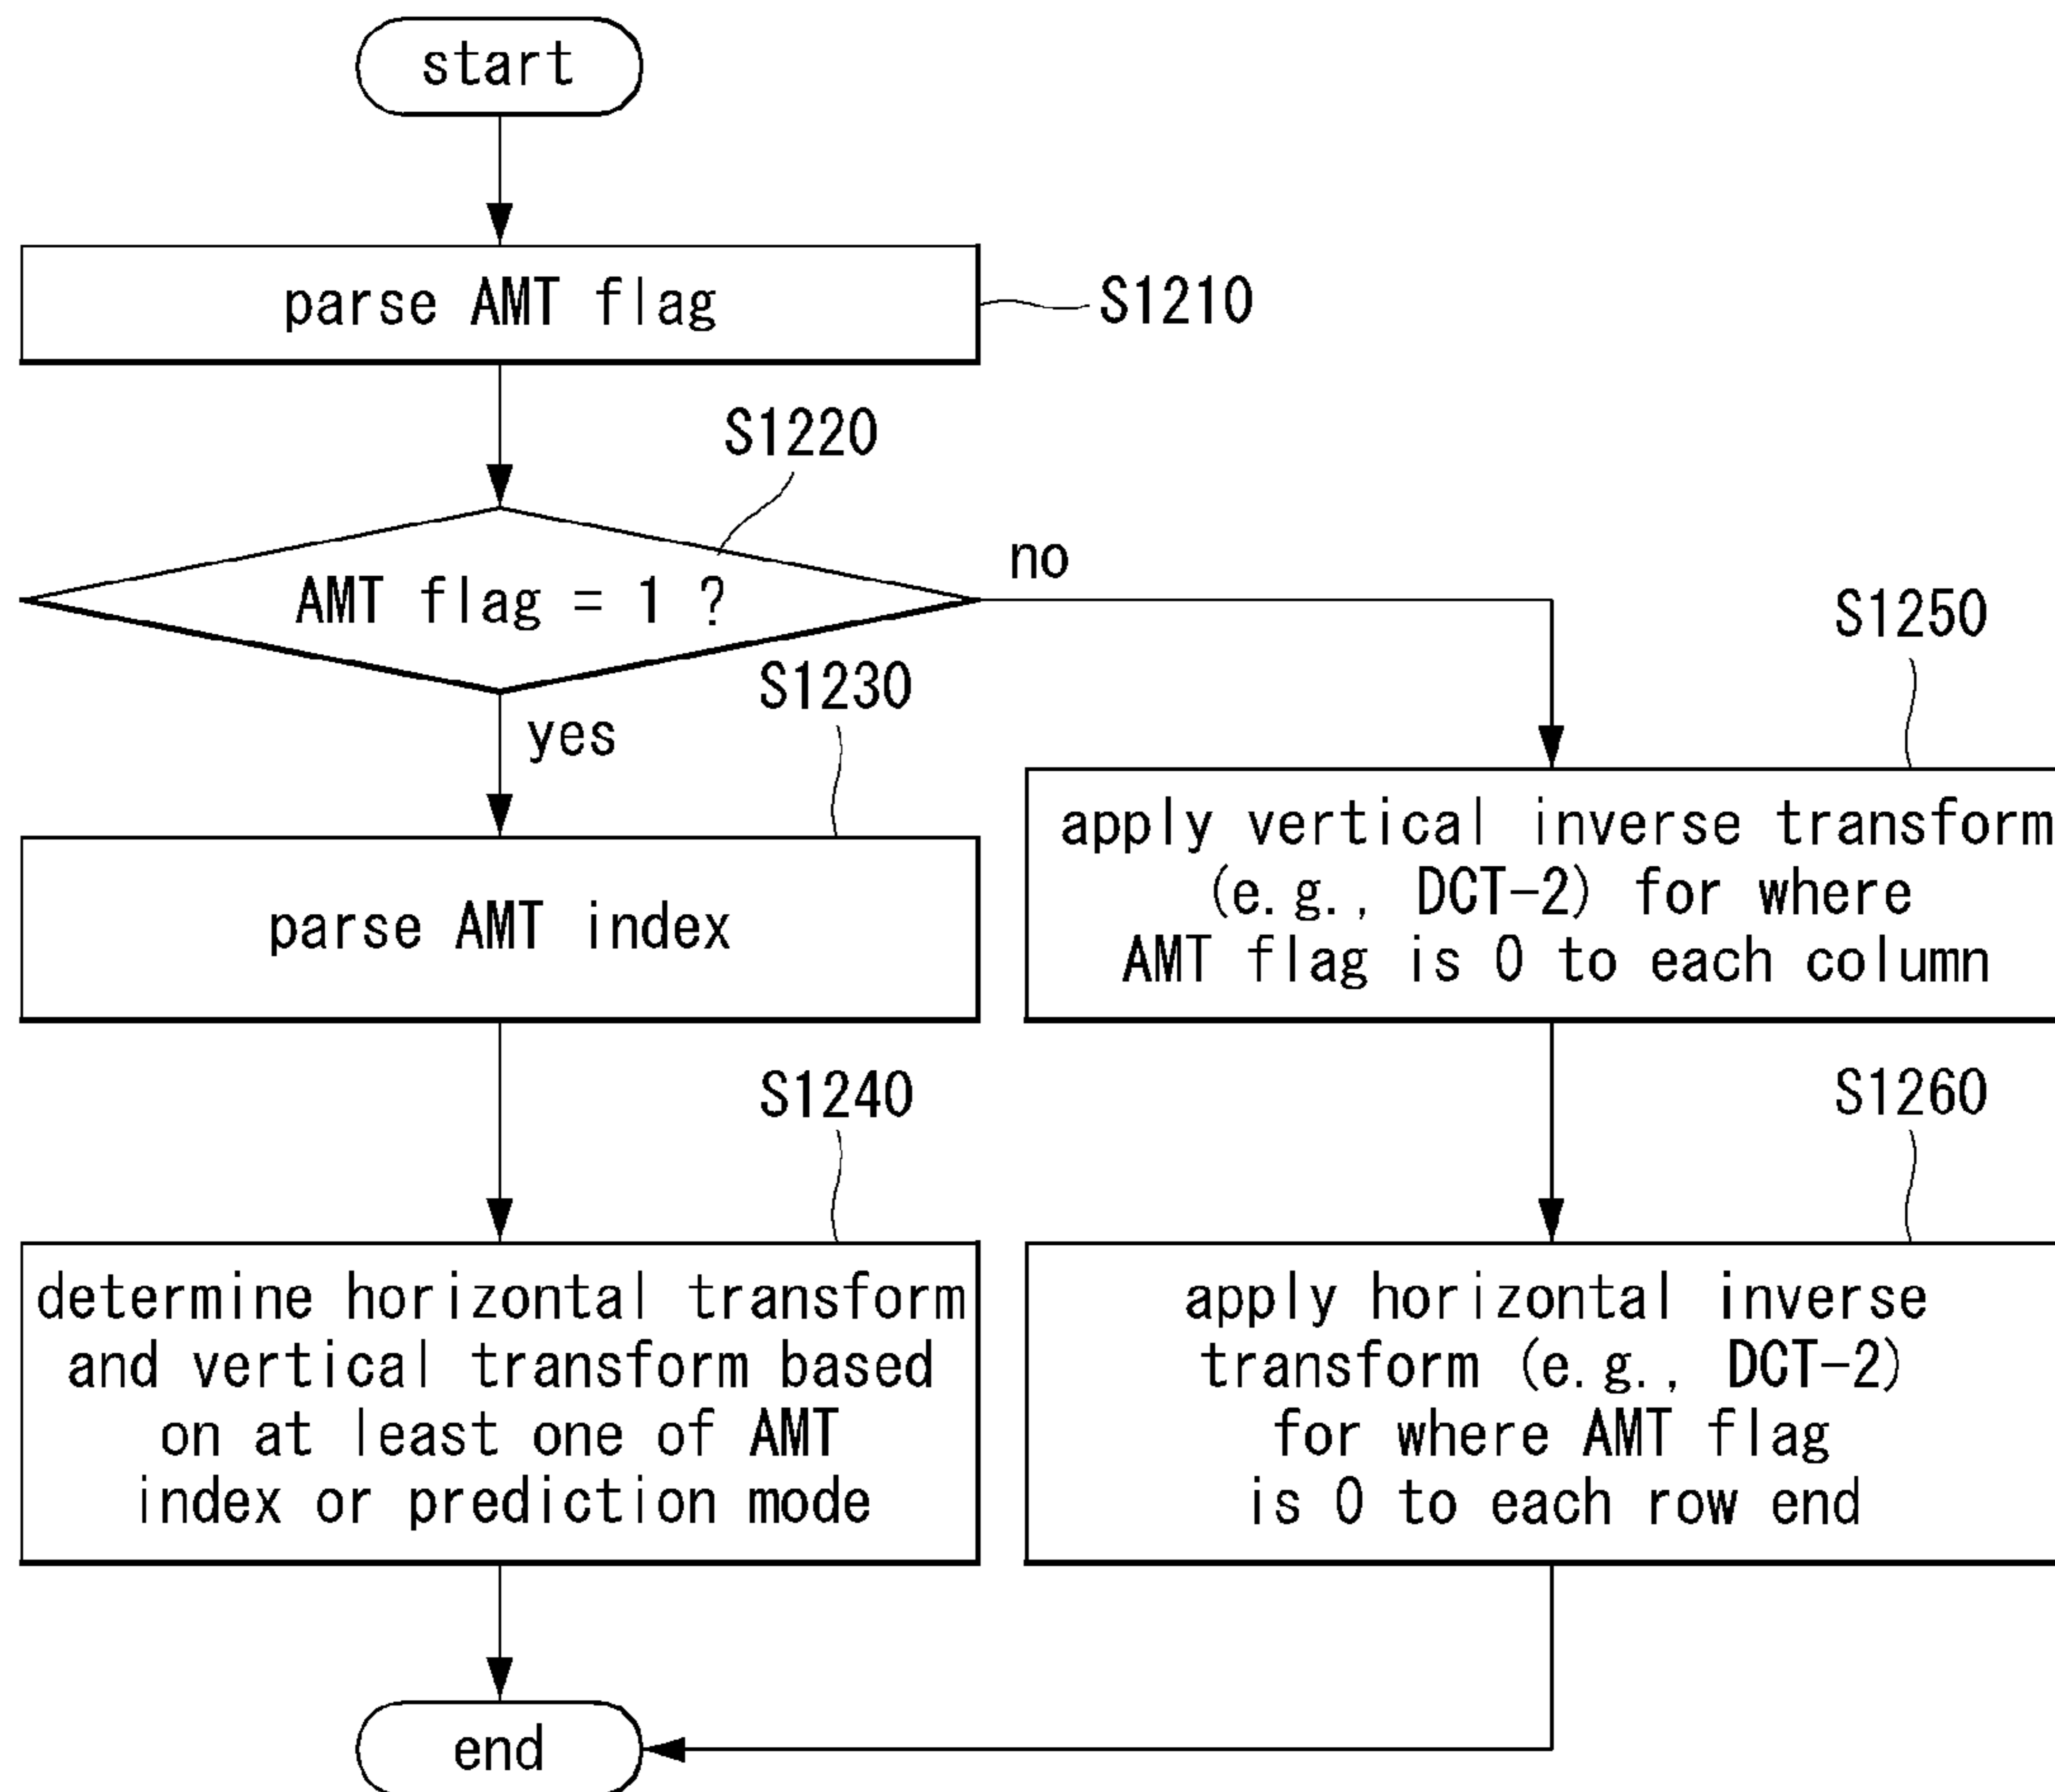 start
parse AMT flag
S1210
S1220
AMT flag = 1 ?
no
yes
S1230
parse AMT index
S1240
determine horizontal transform
and vertical transform based
on at least one of AMT
index or prediction mode
S1250
apply vertical inverse transform
(e.g., DCT-2) for where
AMT flag is 0 to each column
S1260
apply horizontal inverse
transform (e.g., DCT-2)
for where AMT flag
is 0 to each row end
end